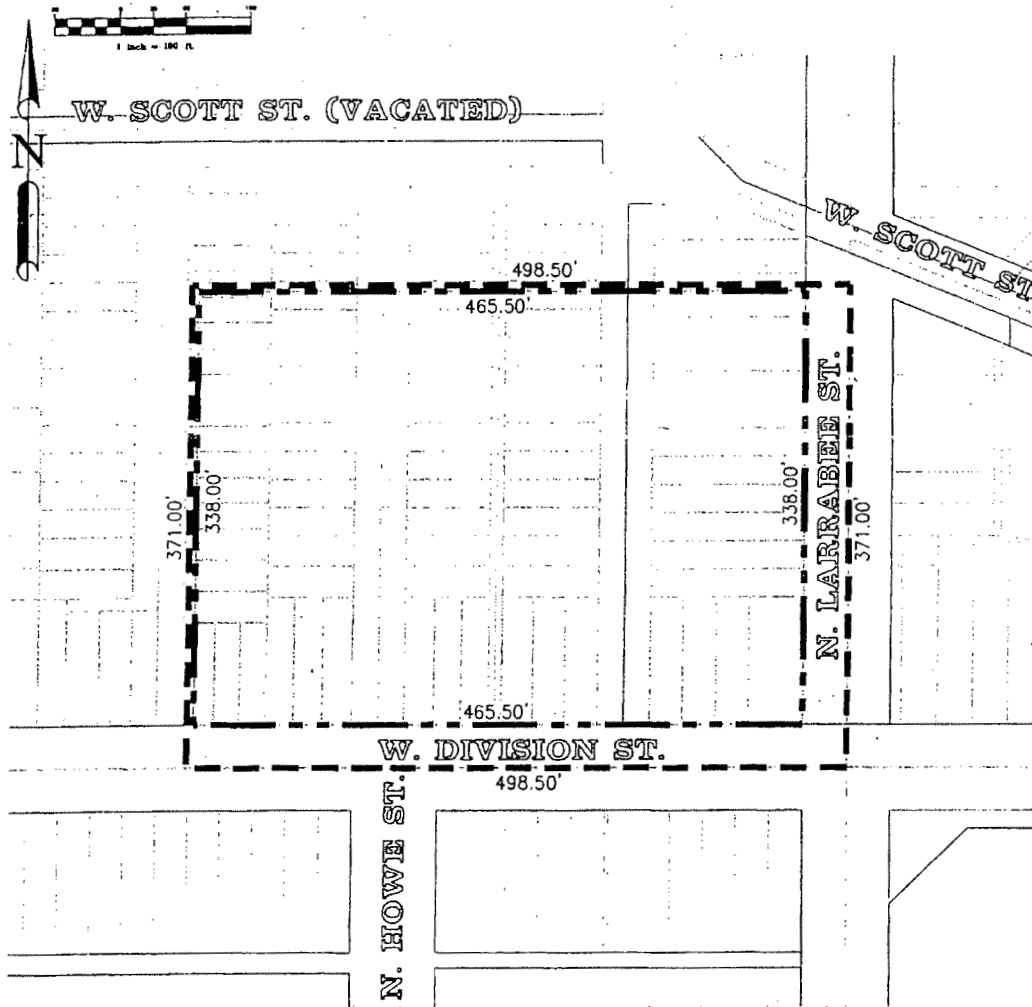 1 inch = 100 ft.
W. SCOTT ST. (VACATED)
N
W. SCOTT ST.
498.50'
465.50'
N. LARRABEE ST.
371.00'
338.00'
338.00'
371.00'
465.50'
W. DIVISION ST.
498.50'
N. HOWE ST.